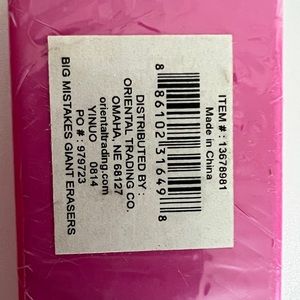 ITEM # : 13678981
Made in China
8 86102 31649 8
DISTRIBUTED BY :
ORIENTAL TRADING CO.
OMAHA, NE 68127
orientaltrading.com
YINUO 0814
PO # : 979723
BIG MISTAKES GIANT ERASERS